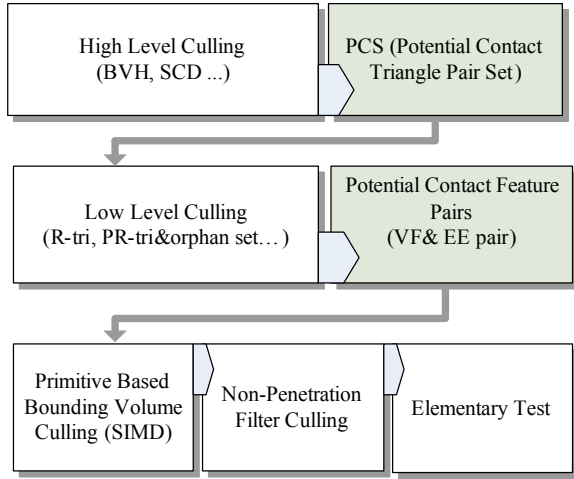 High Level Culling
(BVH, SCD ...)
PCS (Potential Contact
Triangle Pair Set)
Low Level Culling
(R-tri, PR-tri&orphan set…)
Potential Contact Feature
Pairs
(VF& EE pair)
Primitive Based
Bounding Volume
Culling (SIMD)
Non-Penetration
Filter Culling
Elementary Test